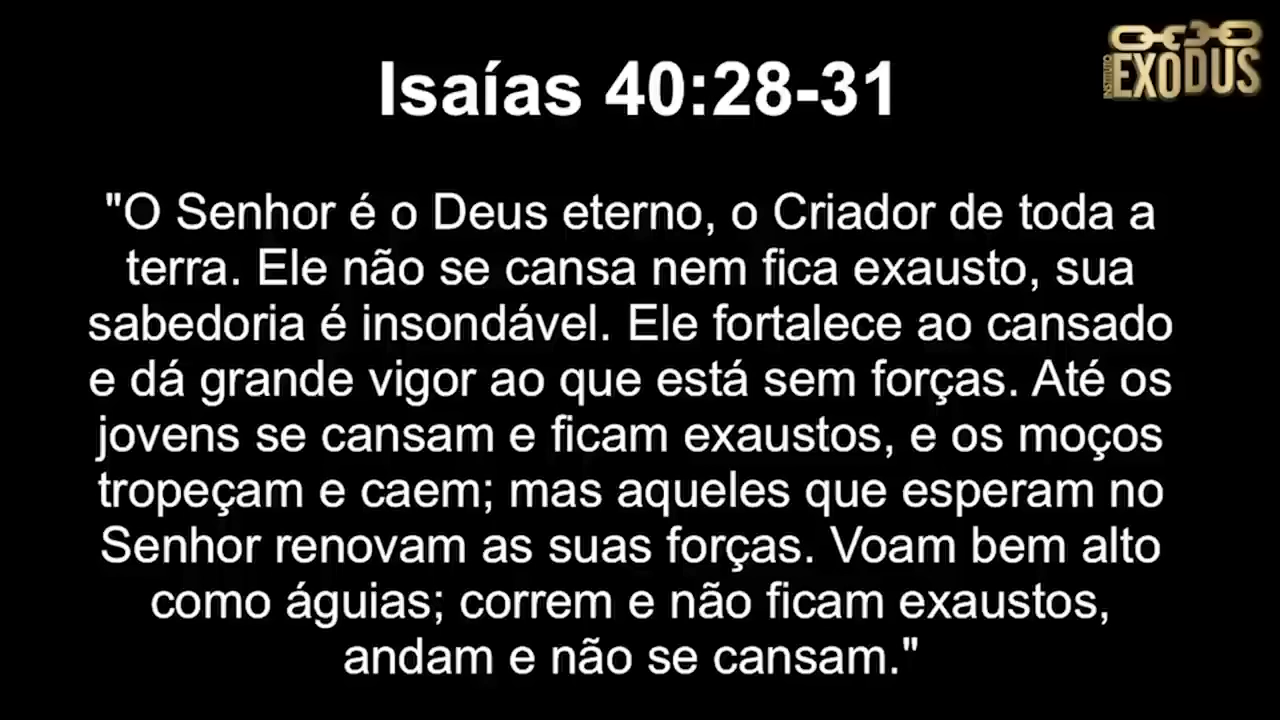 Isaías 40:28-31
INSTITUTO
EXODUS
"O Senhor é o Deus eterno, o Criador de toda a
terra. Ele não se cansa nem fica exausto, sua
sabedoria é insondável. Ele fortalece ao cansado
e dá grande vigor ao que está sem forças. Até os
jovens se cansam e ficam exaustos, e os moços
tropeçam e caem; mas aqueles que esperam no
Senhor renovam as suas forças. Voam bem alto
como águias; correm e não ficam exaustos,
andam e não se cansam."